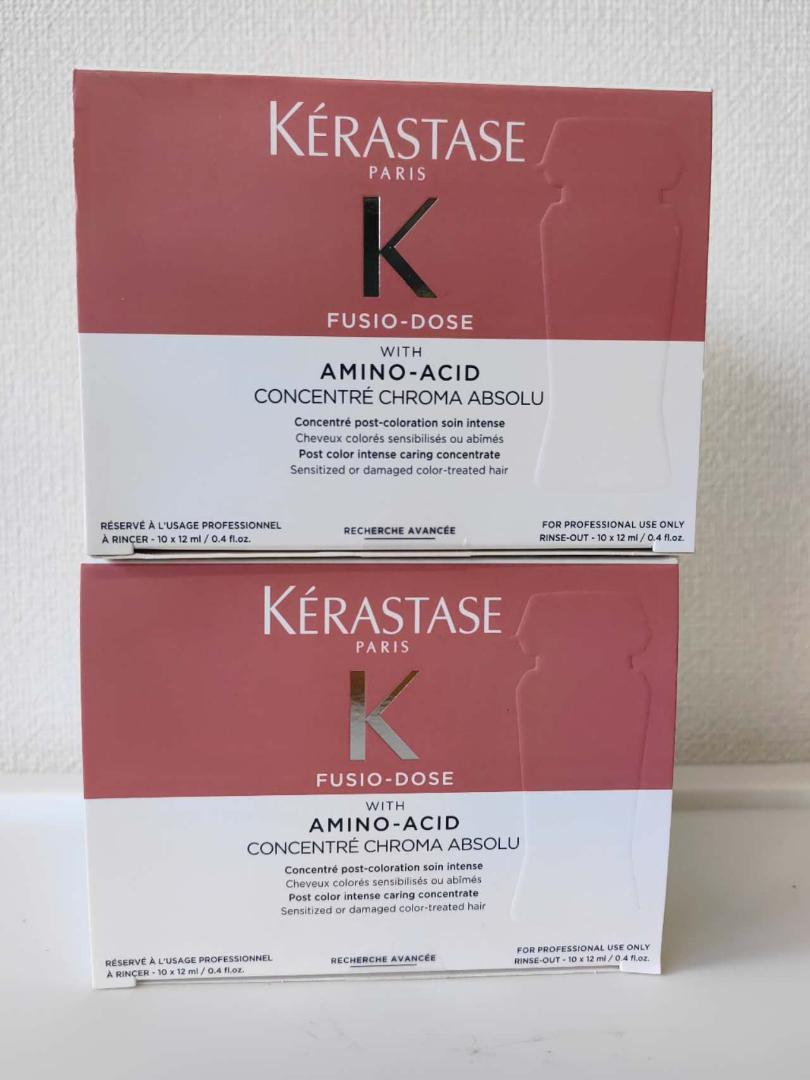 KÉRASTASE
PARIS
K
FUSIO-DOSE
WITH
AMINO-ACID
CONCENTRÉ CHROMA ABSOLU
Concentré post-coloration soin intense
Cheveux colorés sensibilisés ou abîmés
Post color intense caring concentrate
Sensitized or damaged color-treated hair
RÉSERVÉ À L'USAGE PROFESSIONNEL
À RINCER - 10 x 12 ml / 0.4 fl.oz.
RECHERCHE AVANCÉE
FOR PROFESSIONAL USE ONLY
RINSE-OUT - 10 x 12 ml / 0.4 fl.oz.
KÉRASTASE
PARIS
K
FUSIO-DOSE
WITH
AMINO-ACID
CONCENTRÉ CHROMA ABSOLU
Concentré post-coloration soin intense
Cheveux colorés sensibilisés ou abîmés
Post color intense caring concentrate
Sensitized or damaged color-treated hair
RÉSERVÉ À L'USAGE PROFESSIONNEL
À RINCER - 10 x 12 ml / 0.4 fl.oz.
RECHERCHE AVANCÉE
FOR PROFESSIONAL USE ONLY
RINSE-OUT - 10 x 12 ml / 0.4 fl.oz.